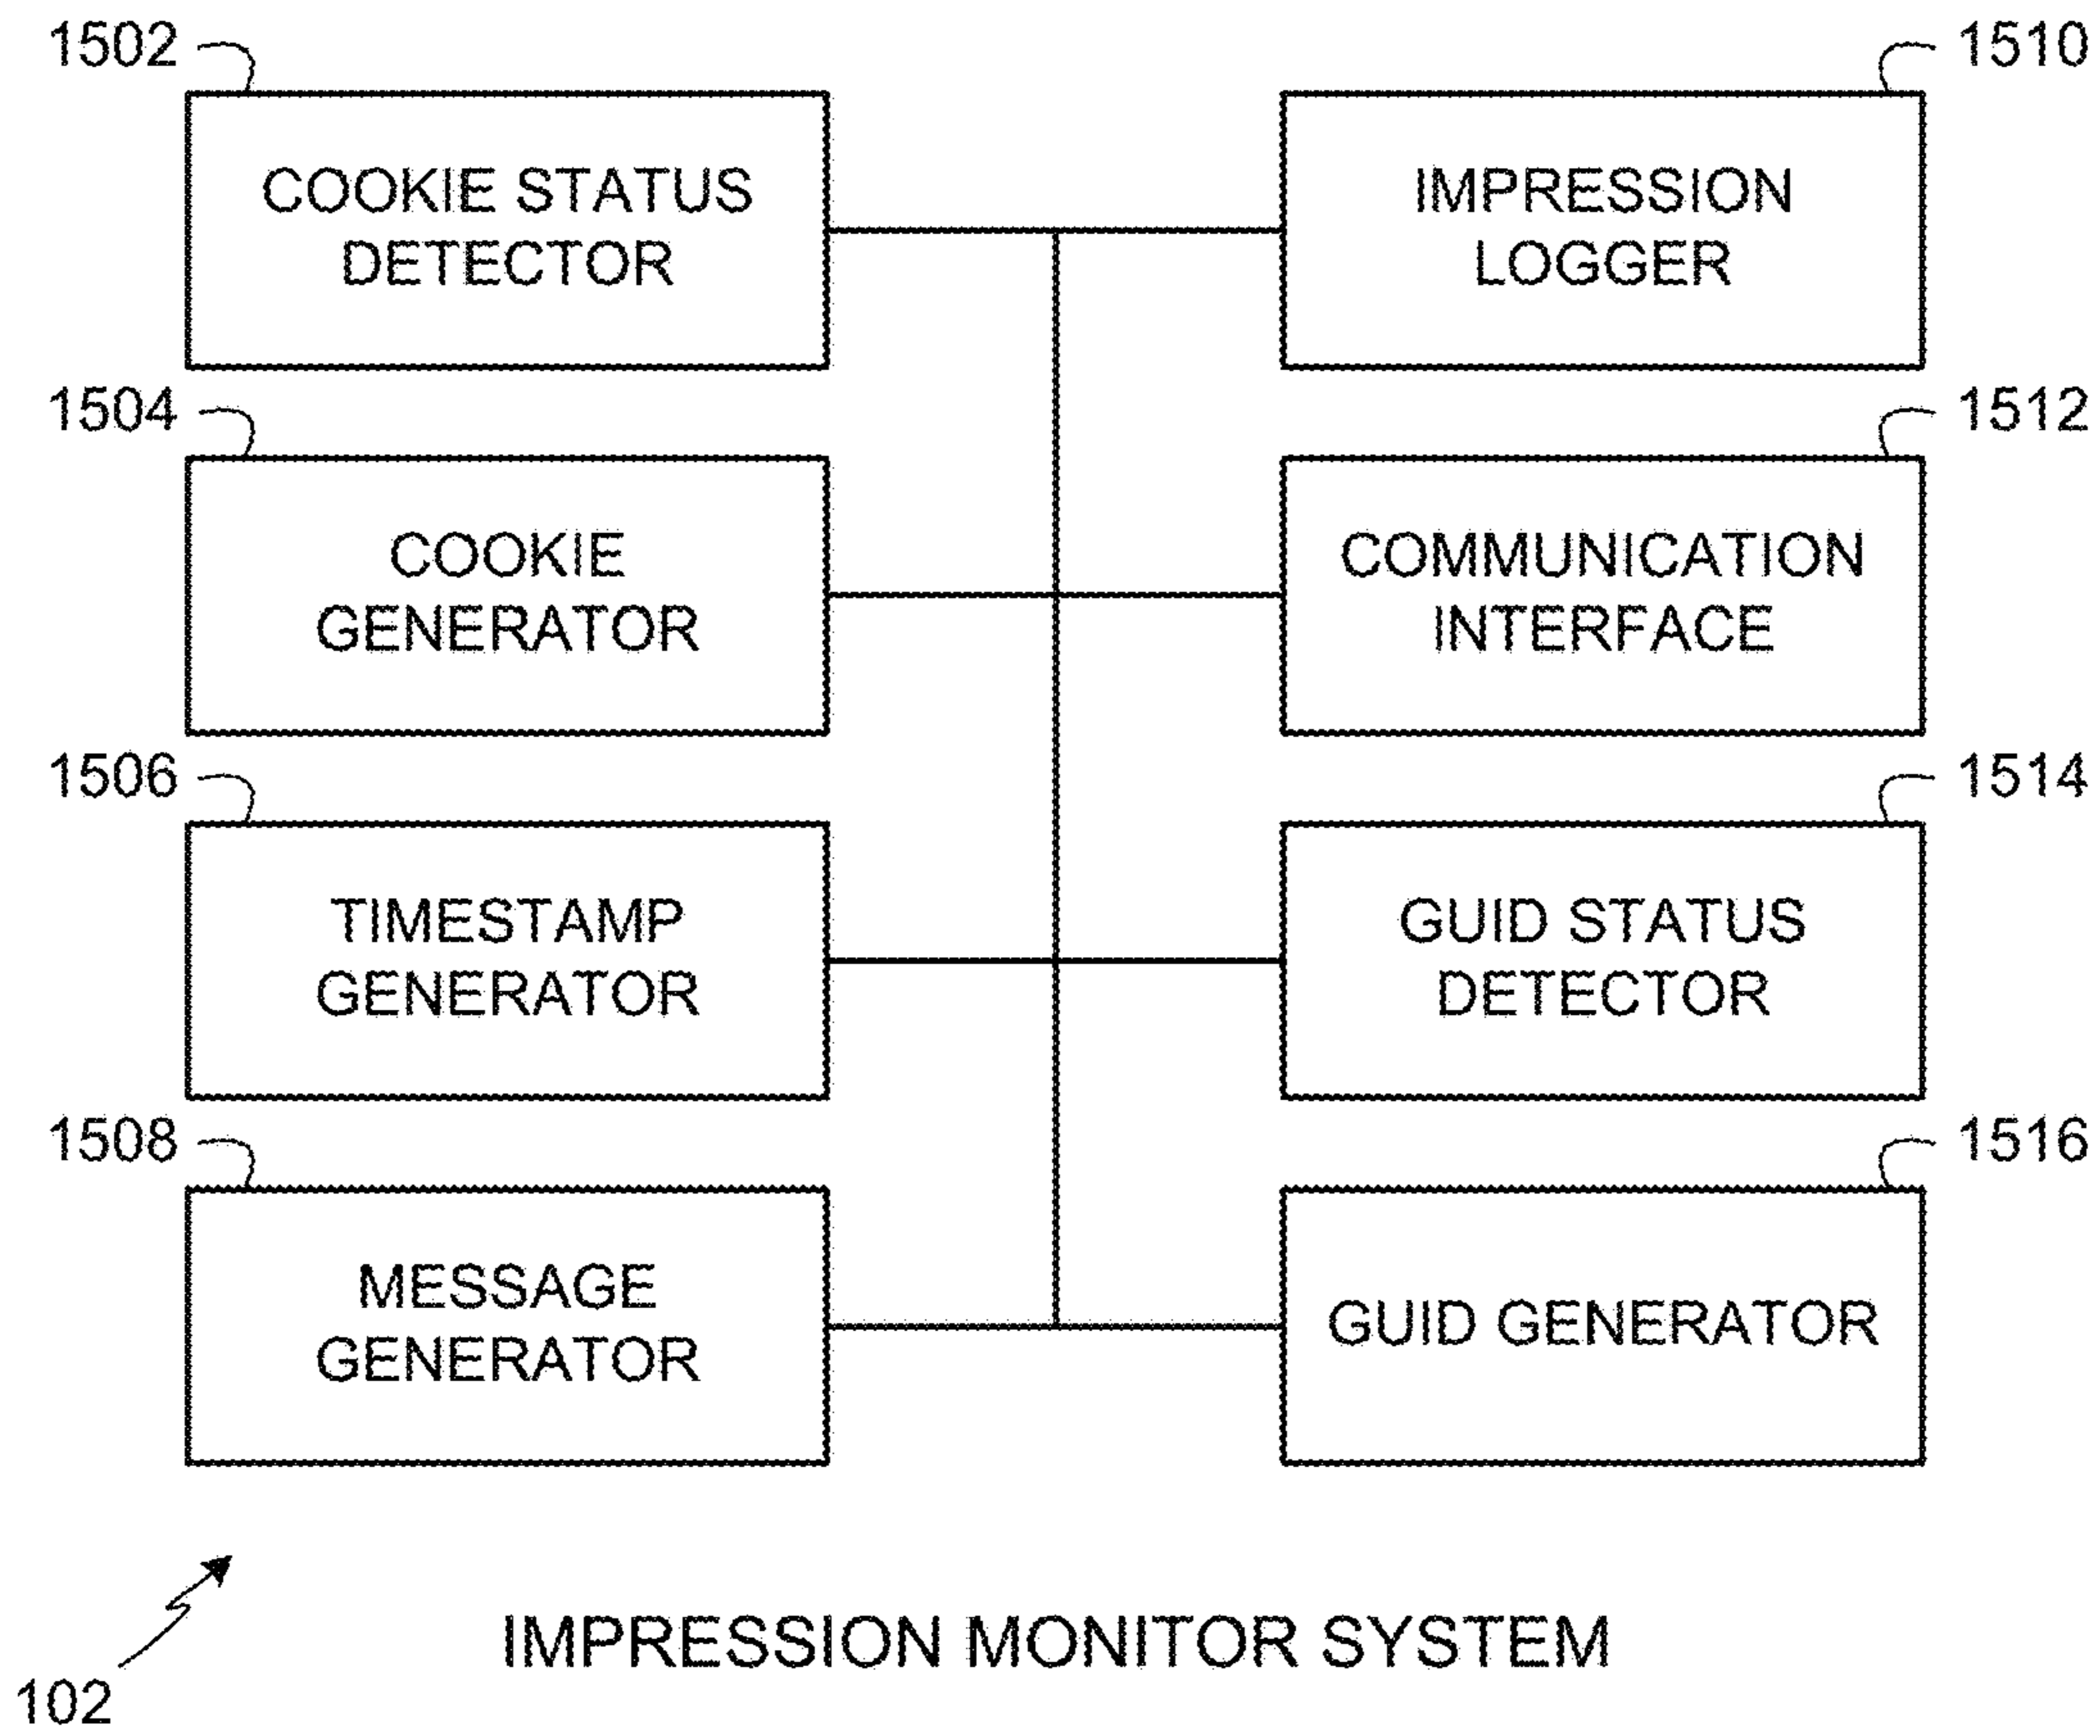 1502
COOKIE STATUS
DETECTOR
1510
IMPRESSION
LOGGER
1504
COOKIE
GENERATOR
1512
COMMUNICATION
INTERFACE
1506
TIMESTAMP
GENERATOR
1514
GUID STATUS
DETECTOR
1508
MESSAGE
GENERATOR
1516
GUID GENERATOR
102
IMPRESSION MONITOR SYSTEM